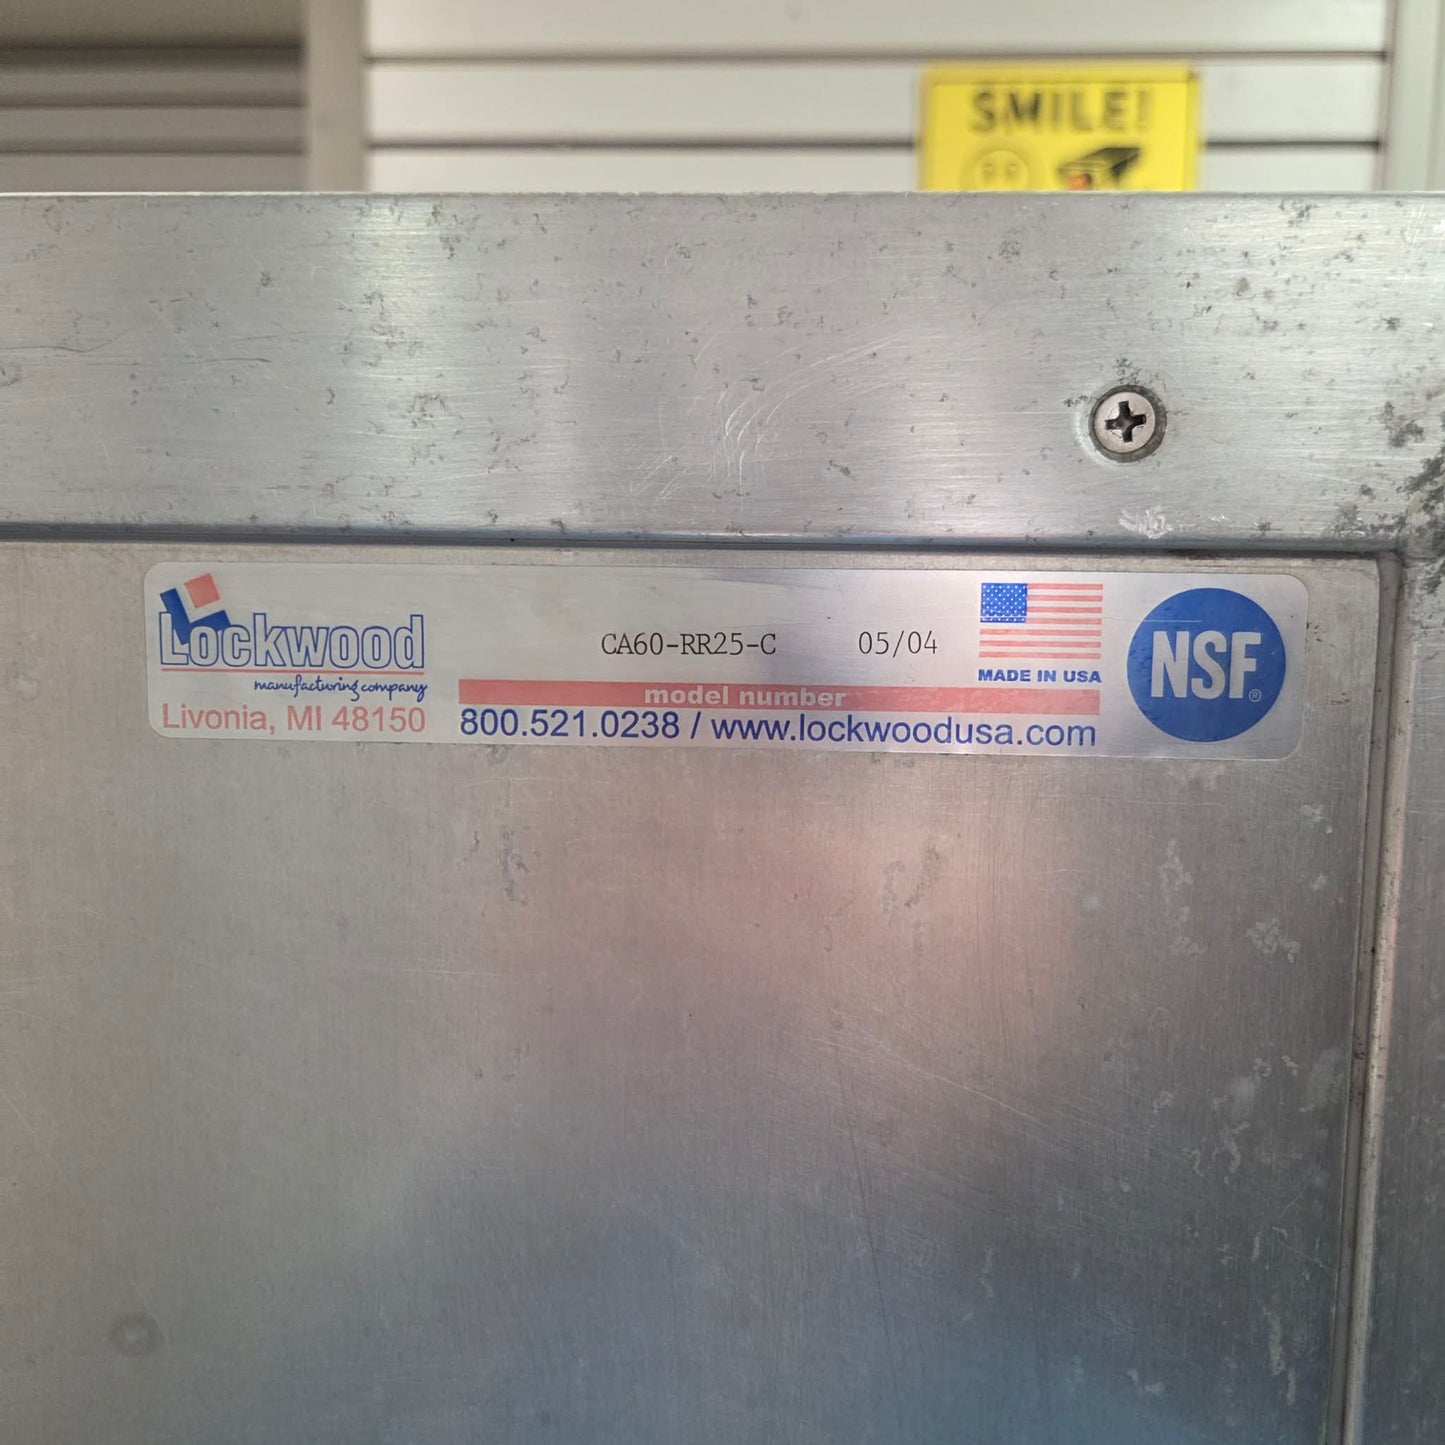 SMILE!
Lockwood
manufacturing company
Livonia, MI 48150
CA60-RR25-C 05/04
model number
800.521.0238 / www.lockwoodusa.com
MADE IN USA
NSF®